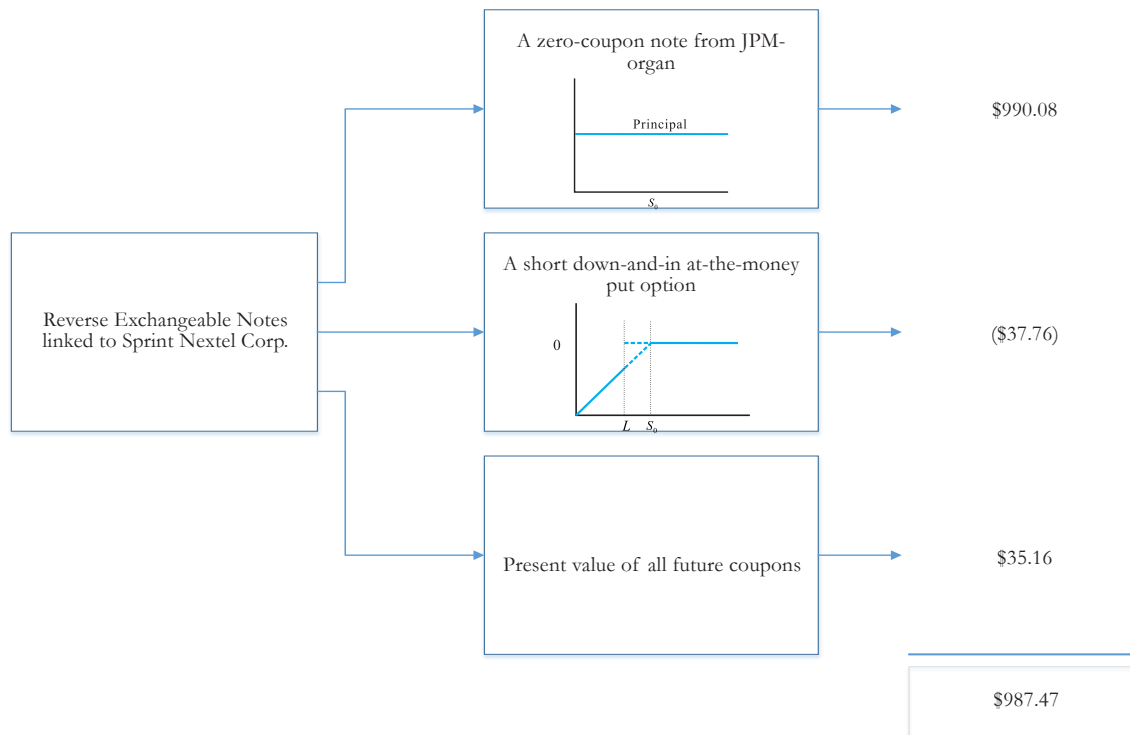 A zero-coupon note from JPM-
organ
Principal
S₀
$990.08
Reverse Exchangeable Notes
linked to Sprint Nextel Corp.
A short down-and-in at-the-money
put option
0
L S₀
($37.76)
Present value of all future coupons
$35.16
$987.47